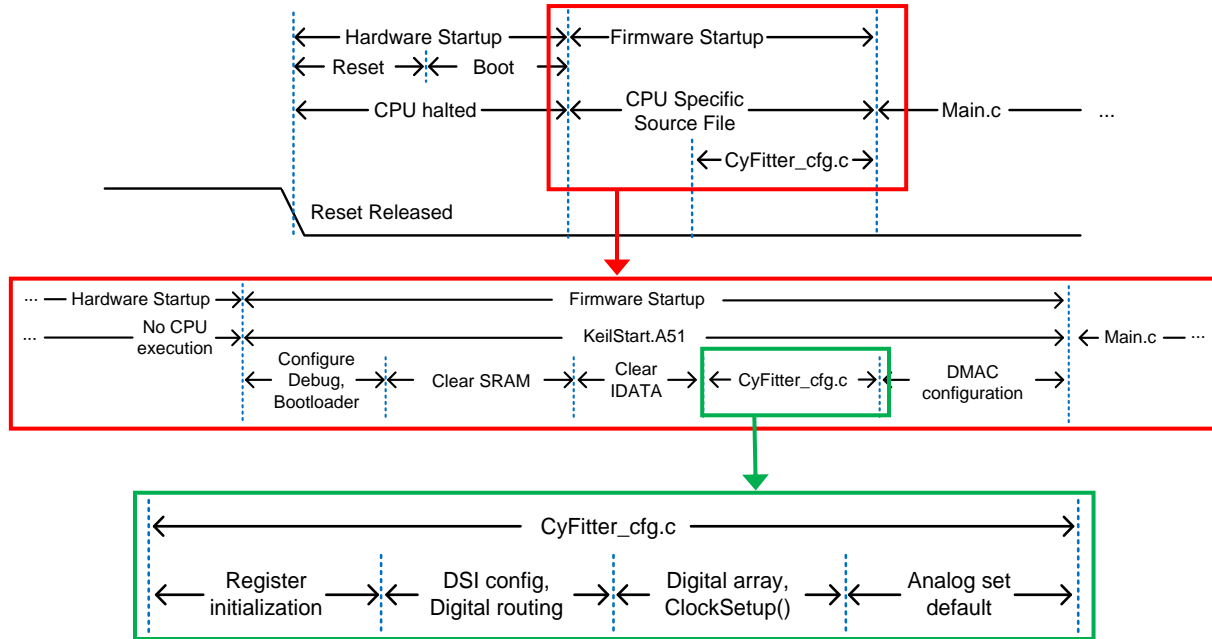 Hardware Startup
Firmware Startup
Reset
Boot
CPU halted
CPU Specific
Source File
Main.c
...
CyFitter_cfg.c
Reset Released
... Hardware Startup
Firmware Startup
... No CPU
execution
KeilStart.A51
Main.c ...
Configure
Debug,
Bootloader
Clear SRAM
Clear
IDATA
CyFitter_cfg.c
DMAC
configuration
CyFitter_cfg.c
Register
initialization
DSI config,
Digital routing
Digital array,
ClockSetup()
Analog set
default